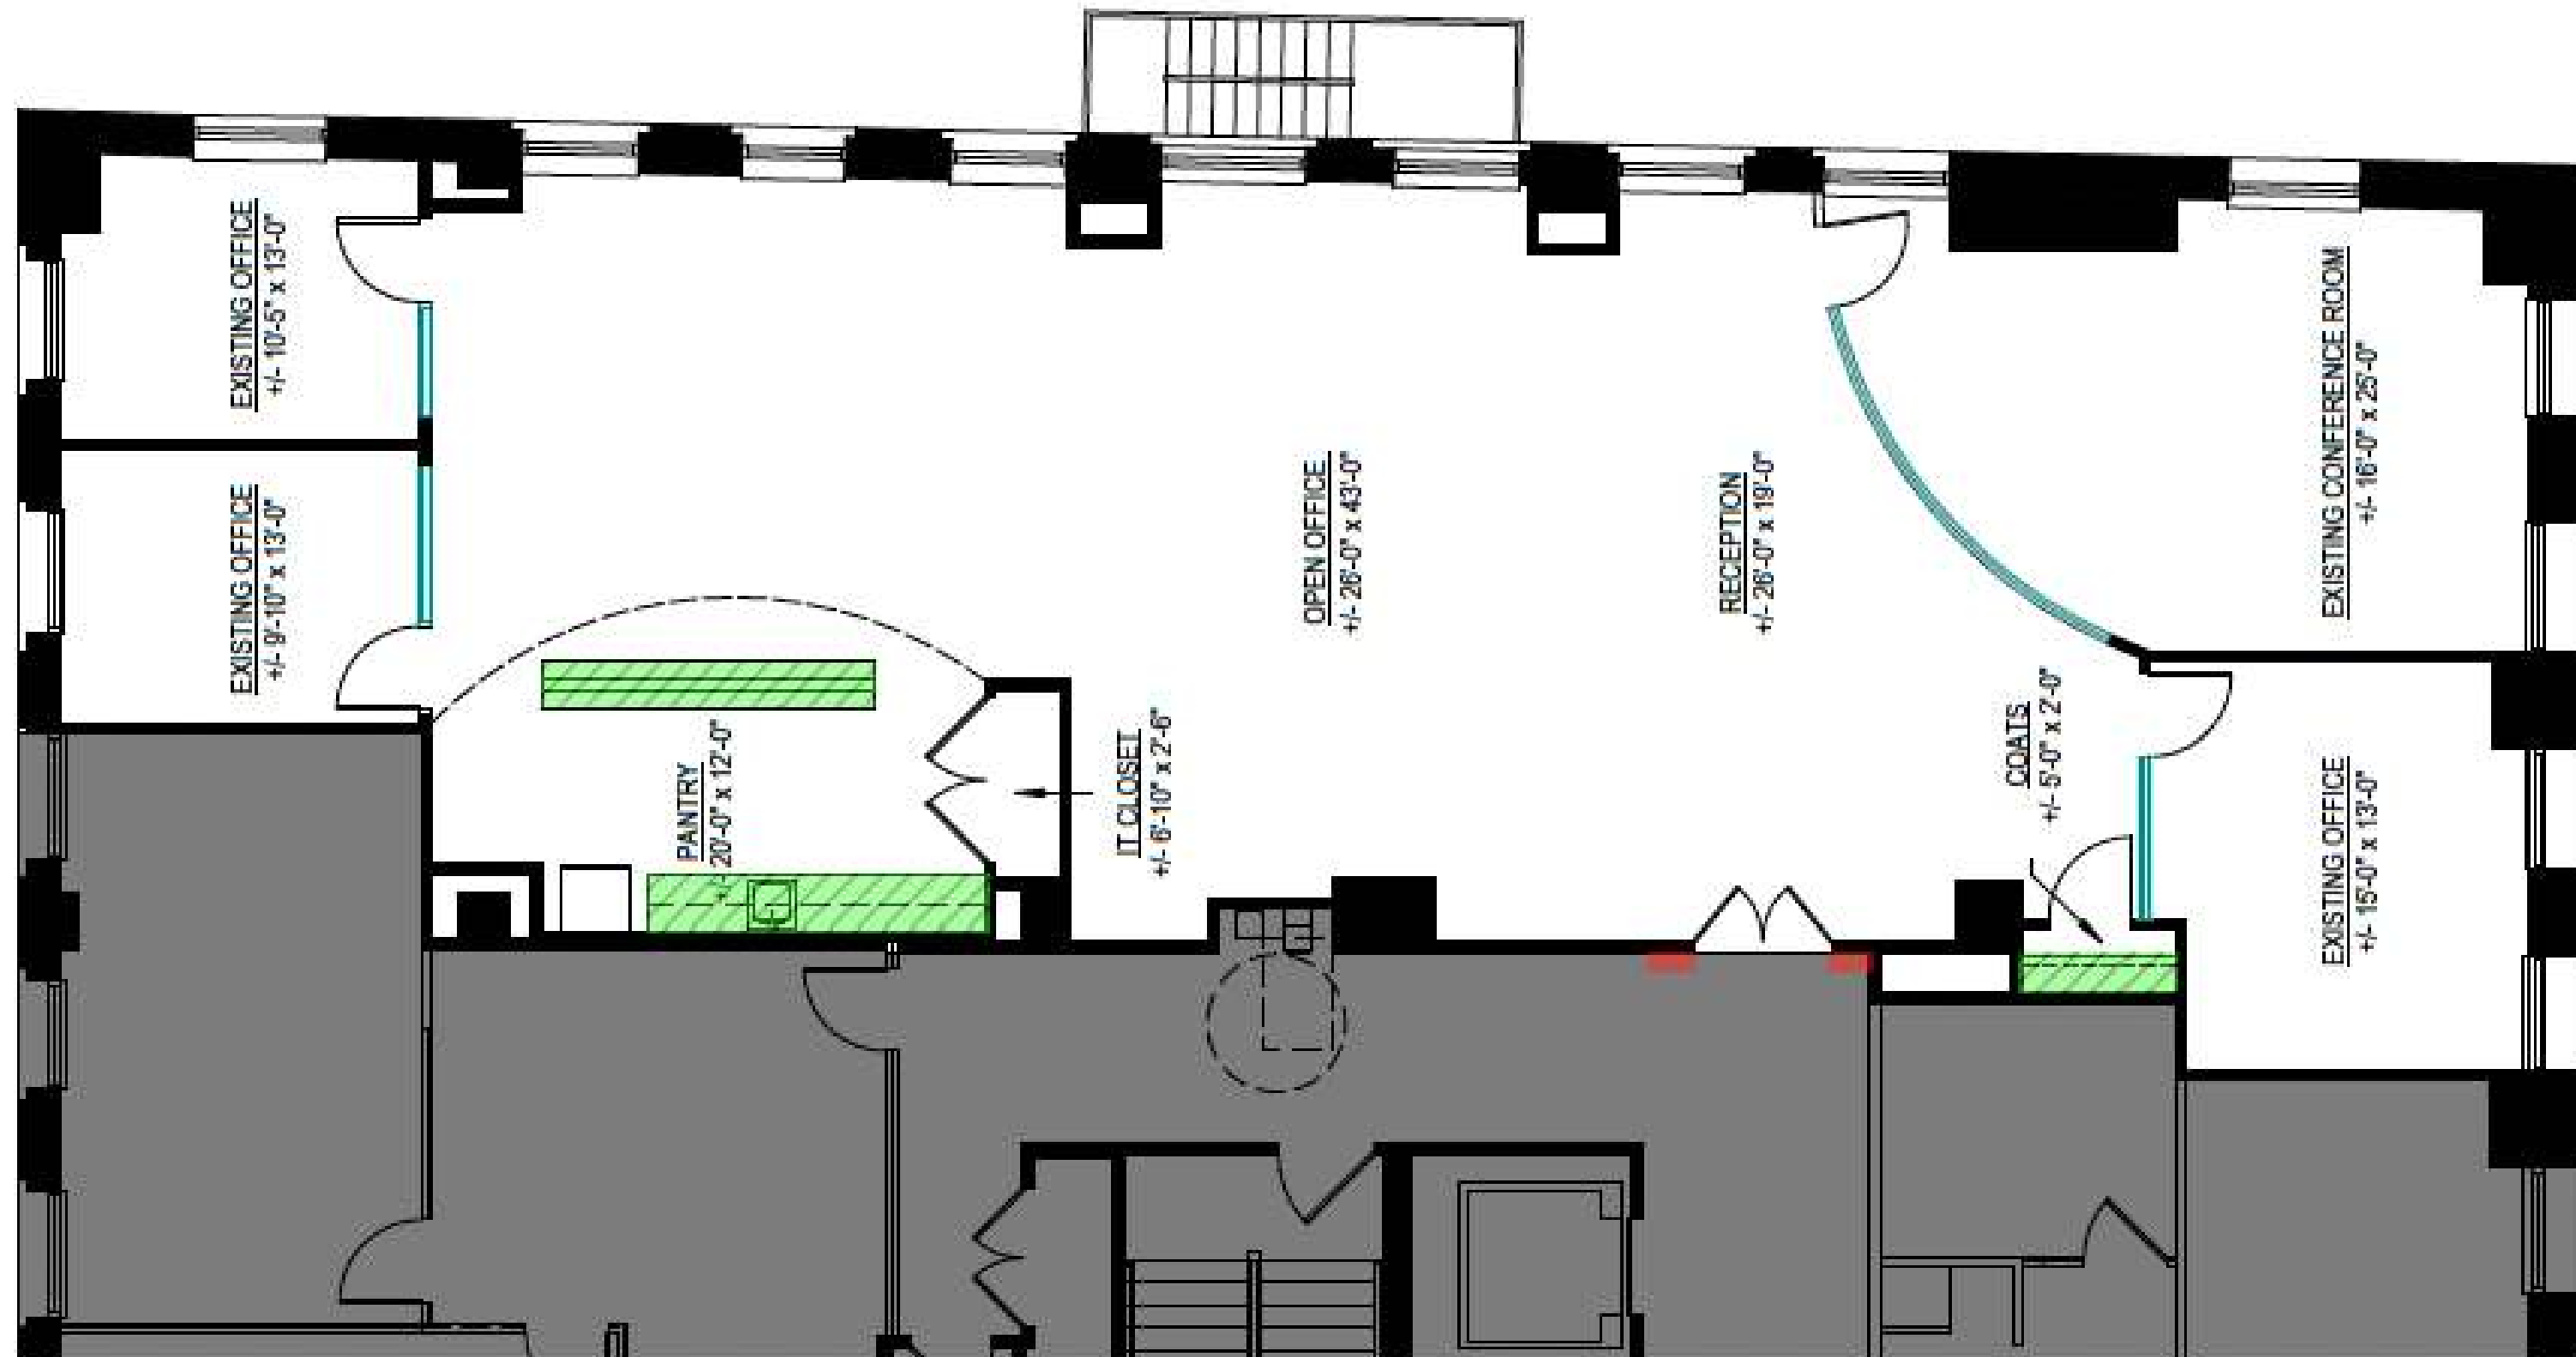 EXISTING OFFICE
+/- 10'-5" x 13'-0"
EXISTING OFFICE
+/- 9'-10" x 13'-0"
PANTRY
+/- 20'-0" x 12'-0"
IT CLOSET
+/- 6'-10" x 2'-6"
OPEN OFFICE
+/- 26'-0" x 43'-0"
RECEPTION
+/- 26'-0" x 19'-0"
COATS
+/- 5'-0" x 2'-0"
EXISTING CONFERENCE ROOM
+/- 16'-0" x 25'-0"
EXISTING OFFICE
+/- 15'-0" x 13'-0"